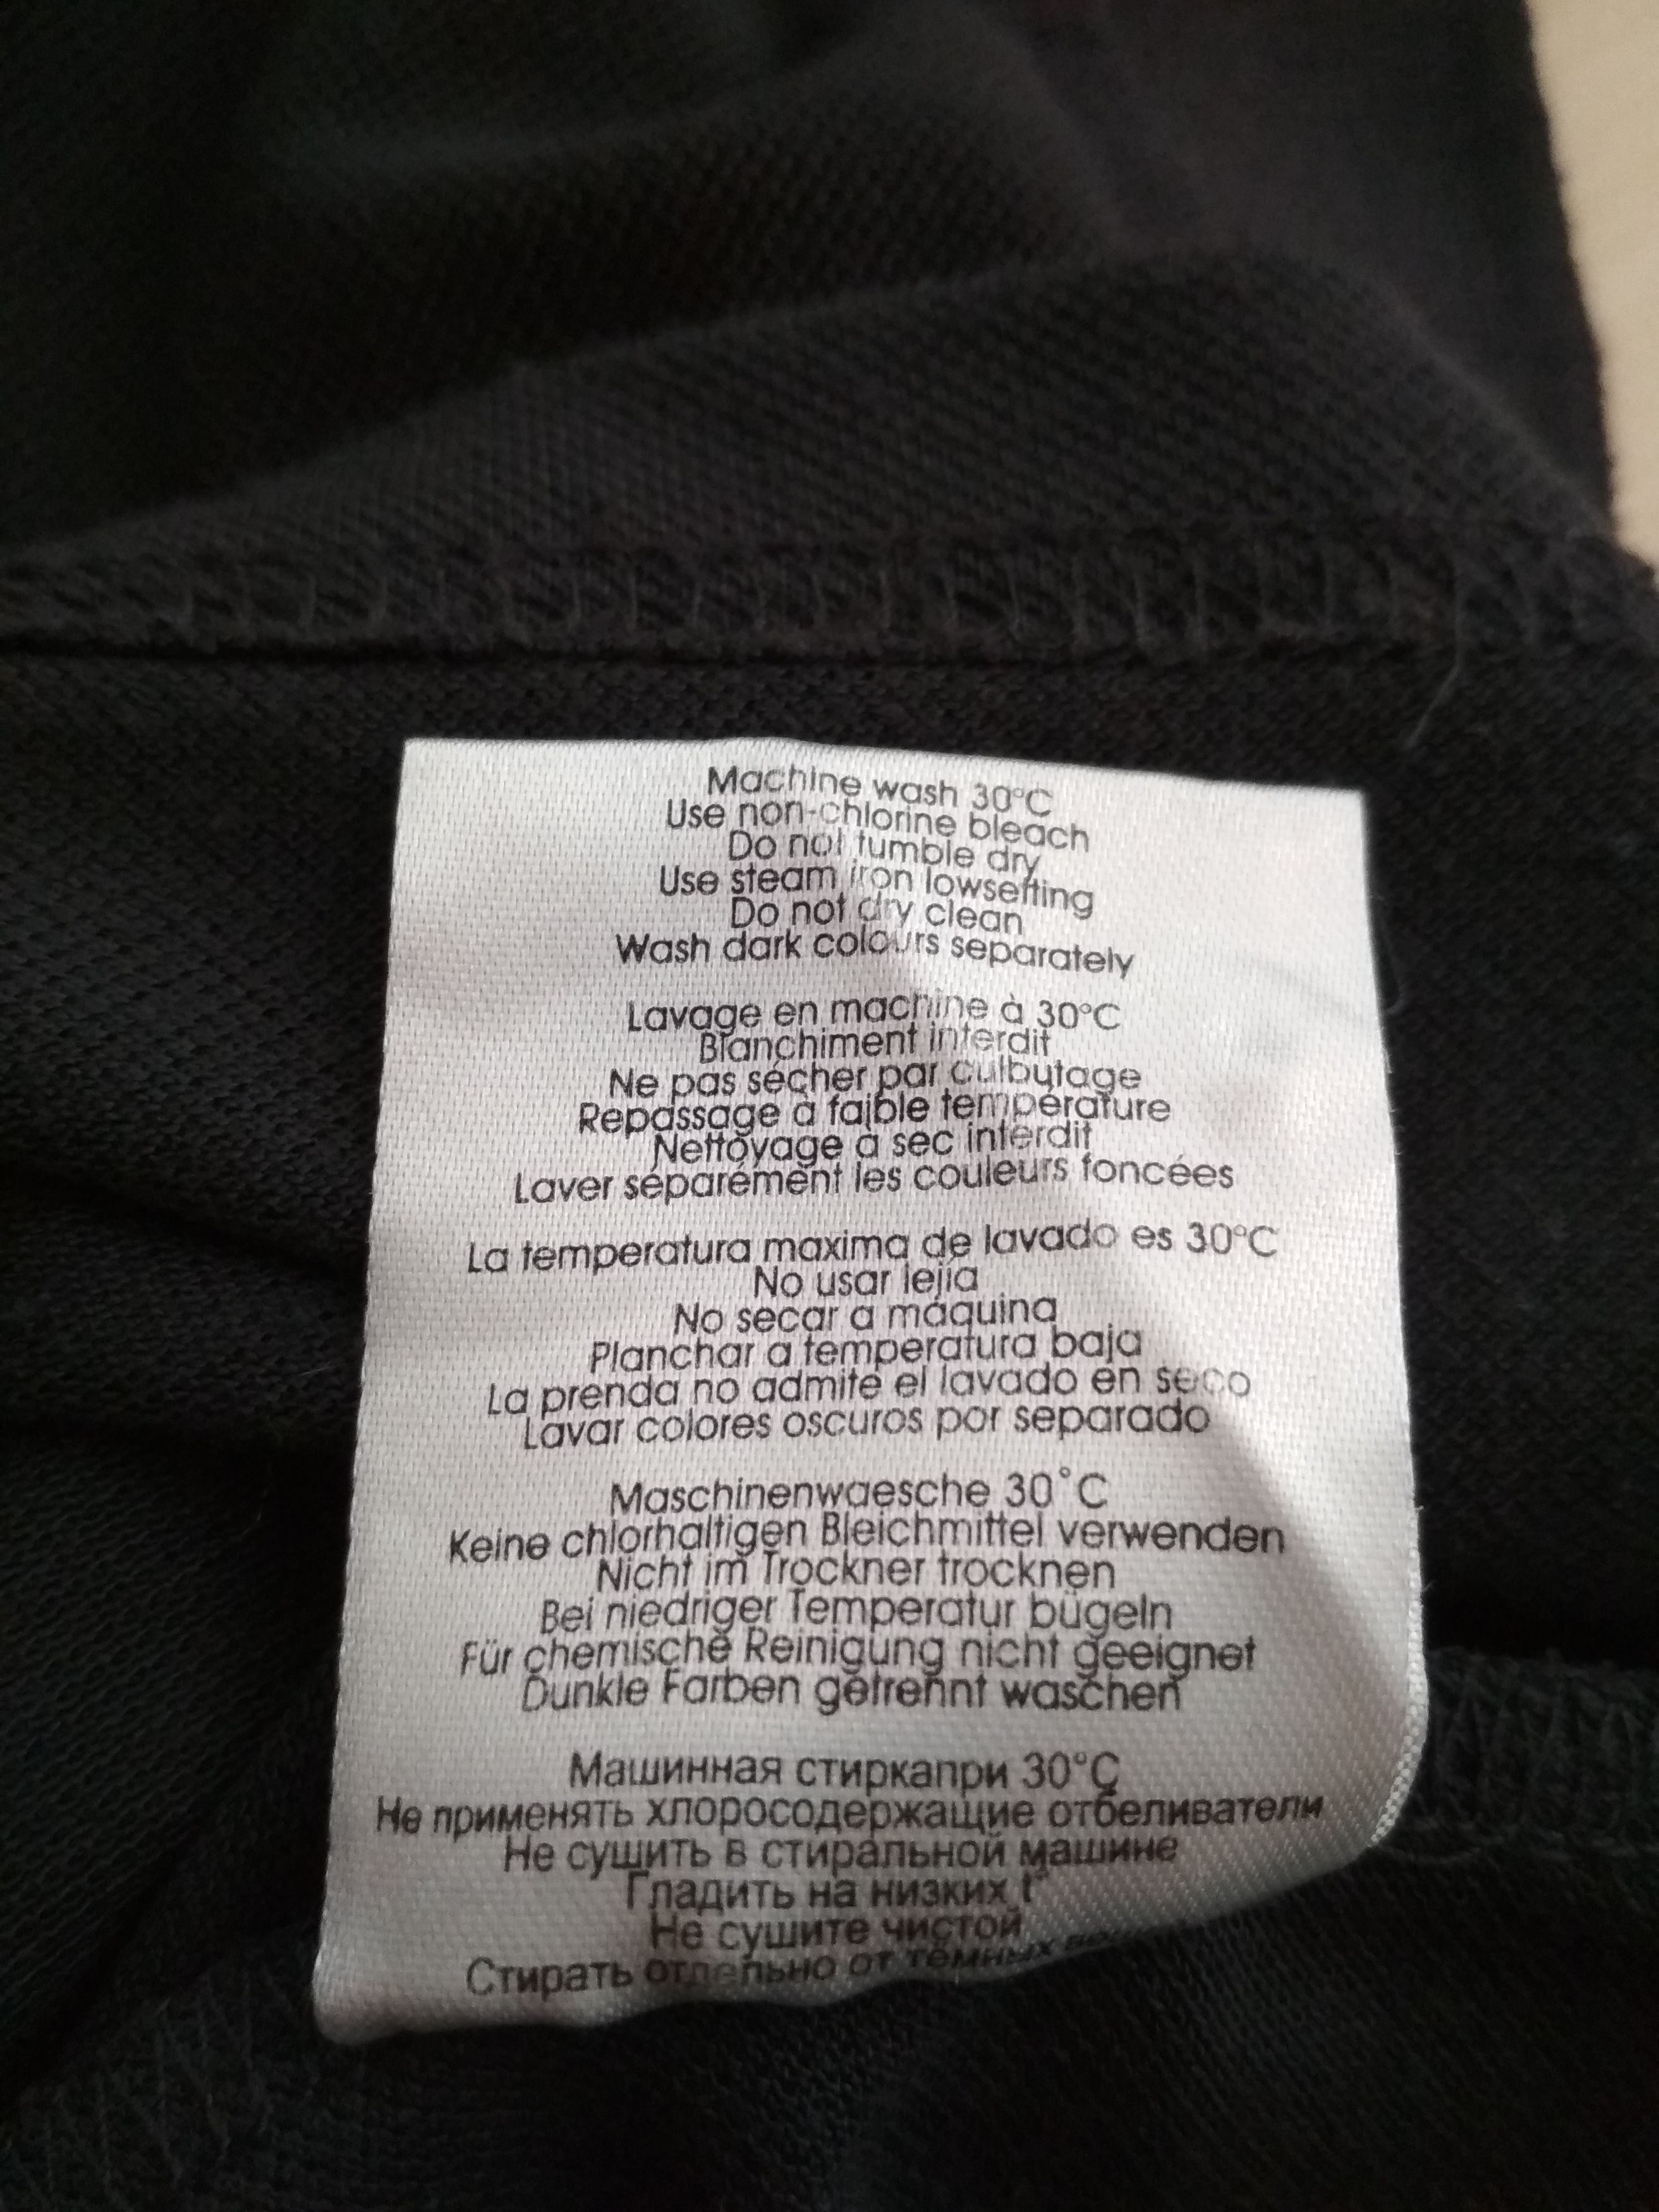 Machine wash 30°C
Use non-chlorine bleach
Do not tumble dry
Use steam iron lowsetting
Do not dry clean
Wash dark colours separately
Lavage en machine à 30°C
Blanchiment interdit
Ne pas sécher par culbutage
Repassage à faible température
Nettoyage à sec interdit
Laver séparément les couleurs foncées
La temperatura maxima de lavado es 30°C
No usar lejia
No secar a máquina
Planchar a temperatura baja
La prenda no admite el lavado en seco
Lavar colores oscuros por separado
Maschinenwaesche 30°C
Keine chlorhaltigen Bleichmittel verwenden
Nicht im Trockner trocknen
Bei niedriger Temperatur bügeln
Für chemische Reinigung nicht geeignet
Dunkle Farben getrennt waschen
Машинная стиркапри 30°C
Не применять хлоросодержащие отбеливатели
Не сушить в стиральной машине
Гладить на низких t°
Не сушите чистой
Стирать отдельно от тёмных